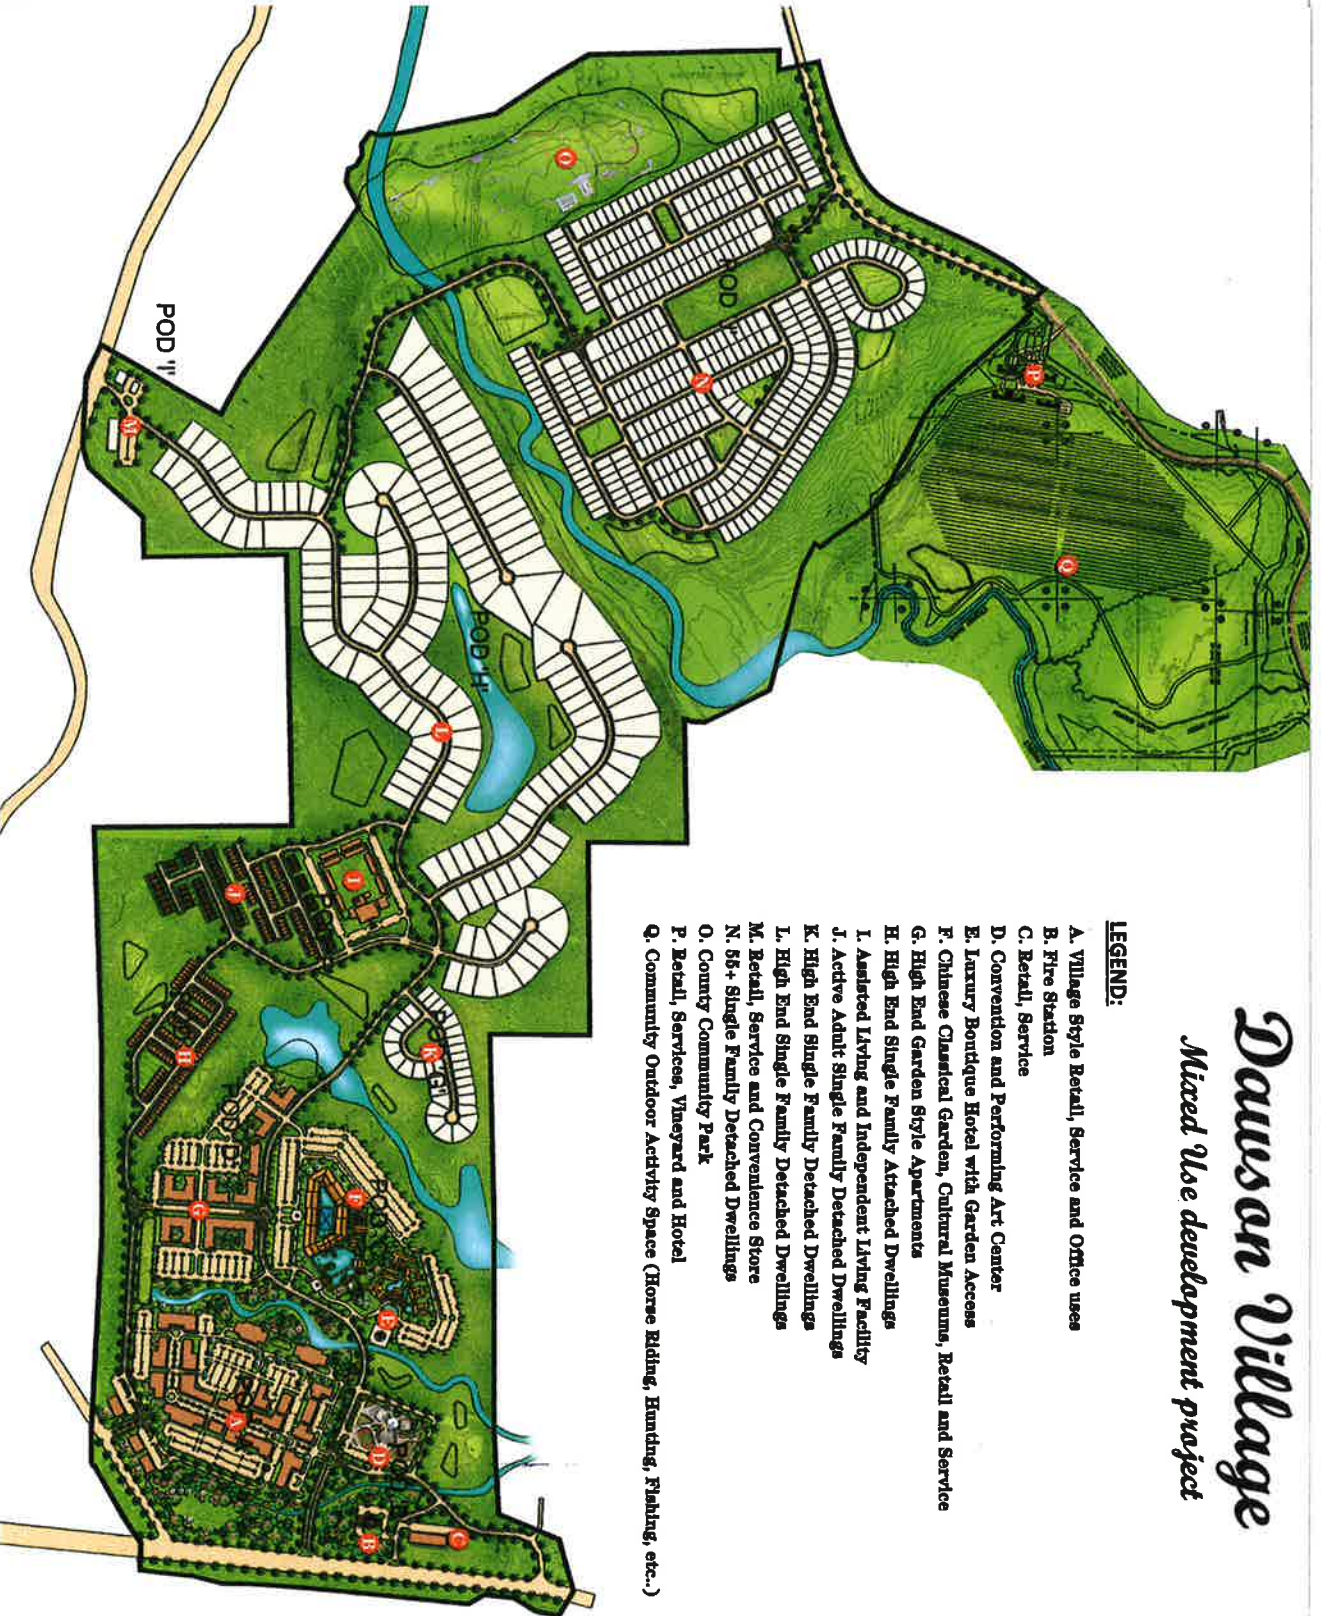 Dawson Village
Mixed Use development project
LEGEND:
A. Village Style Retail, Service and Office uses
B. Fire Station
C. Retail, Service
D. Convention and Performing Art Center
E. Luxury Boutique Hotel with Garden Access
F. Chinese Classical Garden, Cultural Museums, Retail and Service
G. High End Garden Style Apartments
H. High End Single Family Attached Dwellings
I. Assisted Living and Independent Living Facility
J. Active Adult Single Family Detached Dwellings
K. High End Single Family Detached Dwellings
L. High End Single Family Detached Dwellings
M. Retail, Service and Convenience Store
N. 55+ Single Family Detached Dwellings
O. County Community Park
P. Retail, Services, Vineyard and Hotel
Q. Community Outdoor Activity Space (Horse Riding, Hunting, Fishing, etc..)
POD 'I'
POD 'H'
POD
O
P
N
M
Q
L
I
J
K
H
F
G
E
A
D
B
C